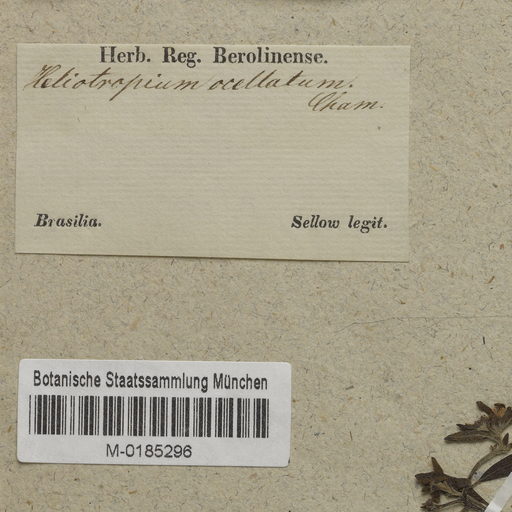 Herb. Reg. Berolinense.
Heliotropium ocellatum.
Cham.
Brasilia. Sellow legit.
Botanische Staatssammlung München
M-0185296